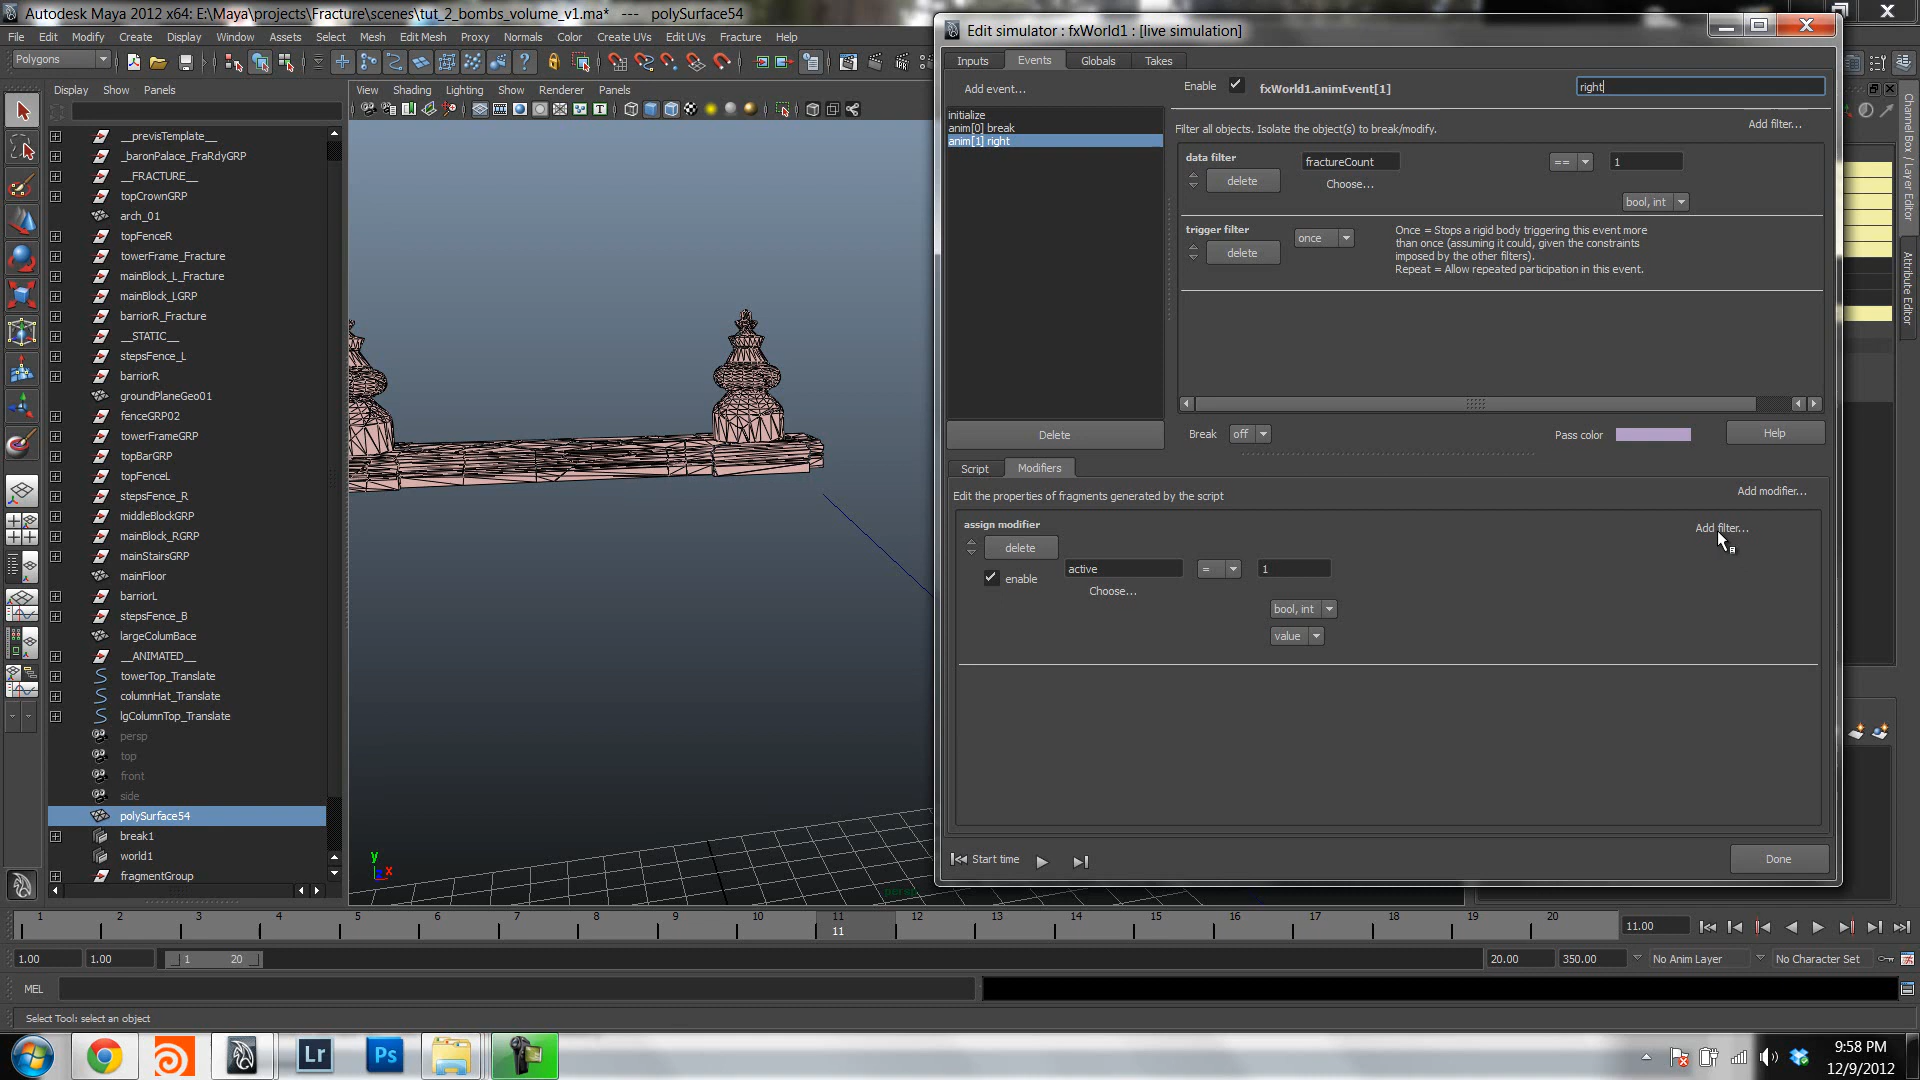 Autodesk Maya 2012 x64: E:\Maya\projects\Fracture\scenes\tut_2_bombs_volume_v1.ma* --- polySurface54
File Edit Modify Create Display Window Assets Select Mesh Edit Mesh Proxy Normals Color Create UVs Edit UVs Muscle Fracture Help
Polygons
Display Show Panels
View Shading Lighting Show Renderer Panels
__previsTemplate__
_baronPalace_FraRdyGRP
__FRACTURE__
topCrownGRP
arch_01
topFenceR
towerFrame_Fracture
mainBlock_L_Fracture
mainBlock_LGRP
barriorR_Fracture
__STATIC__
stepsFence_L
barriorR
groundPlaneGeo01
fenceGRP02
towerFrameGRP
topBarGRP
topFenceL
stepsFence_R
middleBlockGRP
mainBlock_RGRP
mainStairsGRP
mainFloor
barriorL
stepsFence_B
largeColumBace
__ANIMATED__
towerTop_Translate
columnHat_Translate
lgColumnTop_Translate
persp
top
front
side
polySurface54
break1
world1
fragmentGroup
y
x
persp
Edit simulator : fxWorld1 : [live simulation]
Inputs Events Globals Takes
Add event...
initialize
anim[0] break
anim[1] right
Delete
Enable fxWorld1.animEvent[1] right
Filter all objects. Isolate the object(s) to break/modify. Add filter...
data filter
delete
fractureCount == 1
Choose...
bool, int
trigger filter
delete
once
Once = Stops a rigid body triggering this event more
than once (assuming it could, given the constraints
imposed by the other filters).
Repeat = Allow repeated participation in this event.
Break off Pass color Help
Script Modifiers
Edit the properties of fragments generated by the script Add modifier...
assign modifier Add filter...
delete
enable
active = 1
Choose...
bool, int
value
Start time
Done
Channel Box / Layer Editor
Attribute Editor
1 2 3 4 5 6 7 8 9 10 11 12 13 14 15 16 17 18 19 20
11
11.00
1.00 1.00 1 20 20.00 350.00 No Anim Layer No Character Set
MEL
Select Tool: select an object
Lr Ps
9:58 PM
12/9/2012